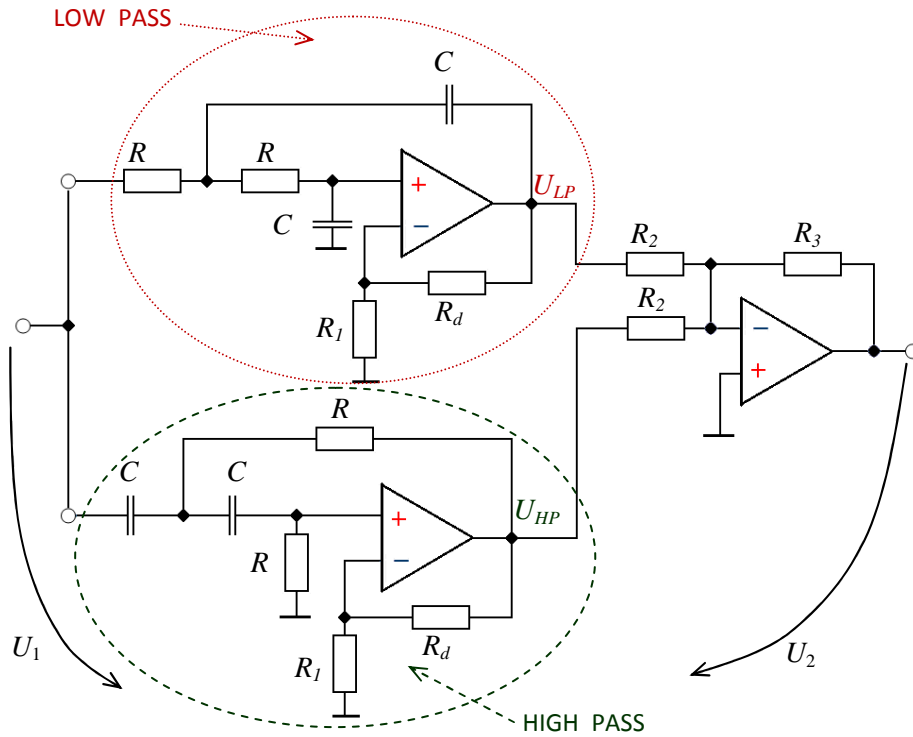 LOW PASS
C
R
R
+
U_LP
C
−
R_2
R_3
R_d
R_1
R_2
−
+
R
C
C
+
U_HP
R
−
R_d
U_1
R_1
U_2
HIGH PASS